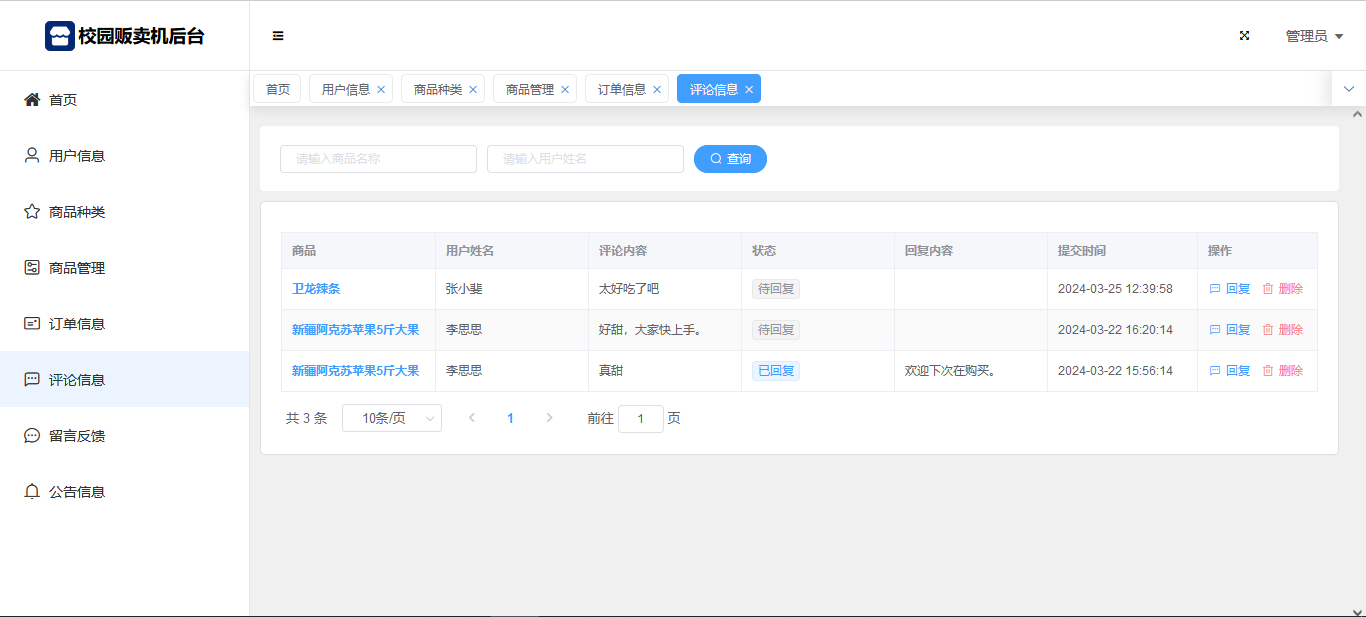 校园贩卖机后台
管理员
首页 用户信息 商品种类 商品管理 订单信息 评论信息
首页
用户信息
商品种类
商品管理
订单信息
评论信息
留言反馈
公告信息
请输入商品名称 请输入用户姓名 查询
商品 用户姓名 评论内容 状态 回复内容 提交时间 操作
卫龙辣条 张小斐 太好吃了吧 待回复 2024-03-25 12:39:58 回复 删除
新疆阿克苏苹果5斤大果 李思思 好甜，大家快上手。 待回复 2024-03-22 16:20:14 回复 删除
新疆阿克苏苹果5斤大果 李思思 真甜 已回复 欢迎下次在购买。 2024-03-22 15:56:14 回复 删除
共 3 条 10条/页 1 前往 1 页